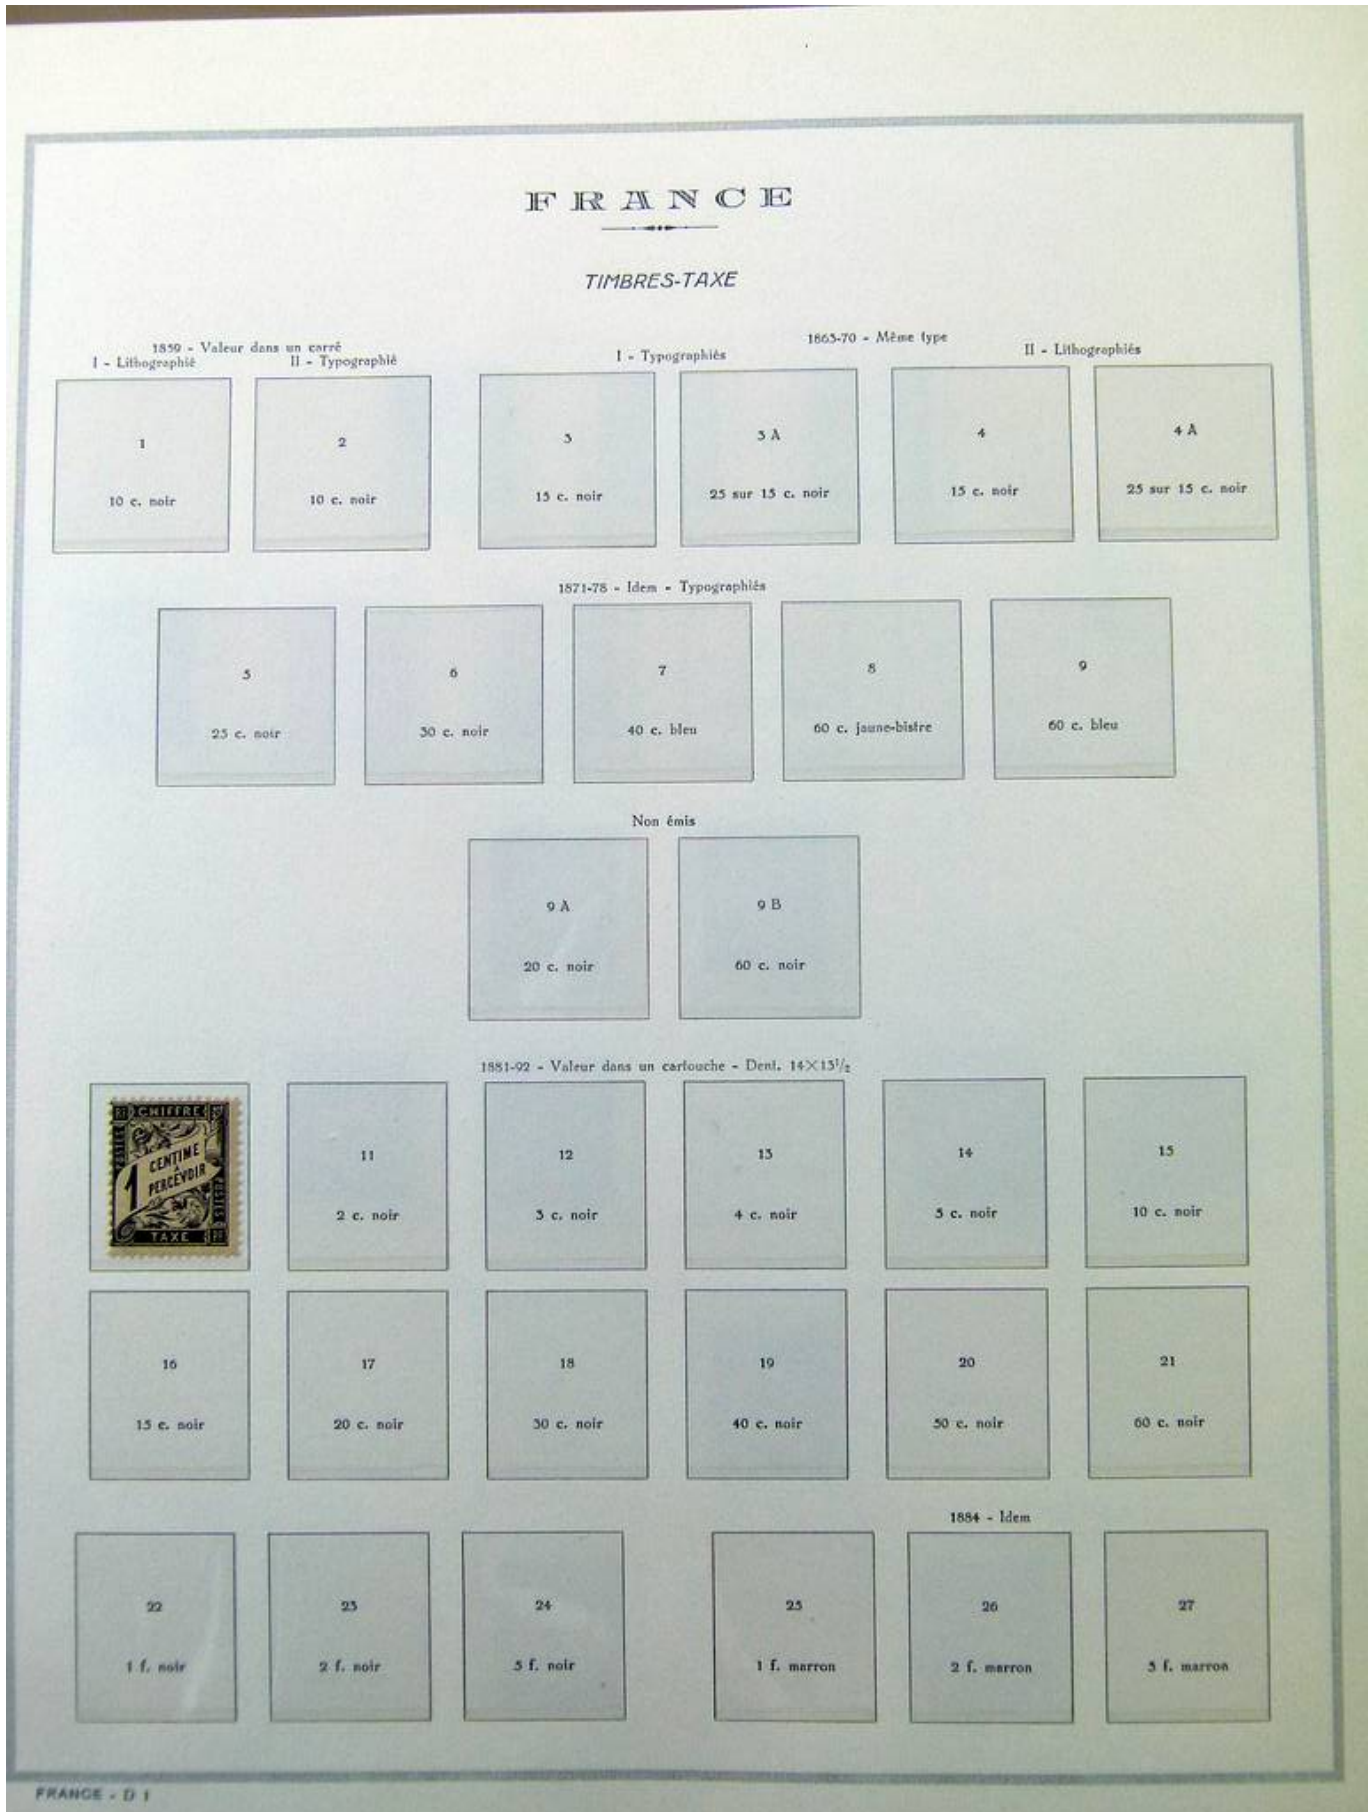 FRANCE
TIMBRES-TAXE
1859 - Valeur dans un carré
I - Lithographié
II - Typographié
1863-70 - Même type
I - Typographiés
II - Lithographiés
1
10 c. noir
2
10 c. noir
3
15 c. noir
3 A
25 sur 15 c. noir
4
15 c. noir
4 A
25 sur 15 c. noir
1871-78 - Idem - Typographiés
5
25 c. noir
6
30 c. noir
7
40 c. bleu
8
60 c. jaune-bistre
9
60 c. bleu
Non émis
9 A
20 c. noir
9 B
60 c. noir
1881-92 - Valeur dans un cartouche - Dent. 14×13½
CHIFFRE
POSTES
1 CENTIME
A
PERCEVOIR
POSTES
TAXE
11
2 c. noir
12
3 c. noir
13
4 c. noir
14
5 c. noir
15
10 c. noir
16
15 c. noir
17
20 c. noir
18
30 c. noir
19
40 c. noir
20
50 c. noir
21
60 c. noir
22
1 f. noir
23
2 f. noir
24
5 f. noir
1884 - Idem
25
1 f. marron
26
2 f. marron
27
5 f. marron
FRANCE - D 1